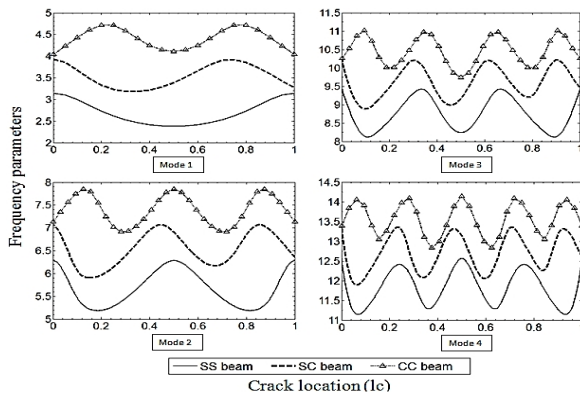 Frequency parameters
5
4.5
4
3.5
3
2.5
2
0 0.2 0.4 0.6 0.8 1
Mode 1
11.5
11
10.5
10
9.5
9
8.5
8
0 0.2 0.4 0.6 0.8 1
Mode 3
8
7.5
7
6.5
6
5.5
5
0 0.2 0.4 0.6 0.8 1
Mode 2
14.5
14
13.5
13
12.5
12
11.5
11
0 0.2 0.4 0.6 0.8 1
Mode 4
SS beam SC beam CC beam
Crack location (lc)